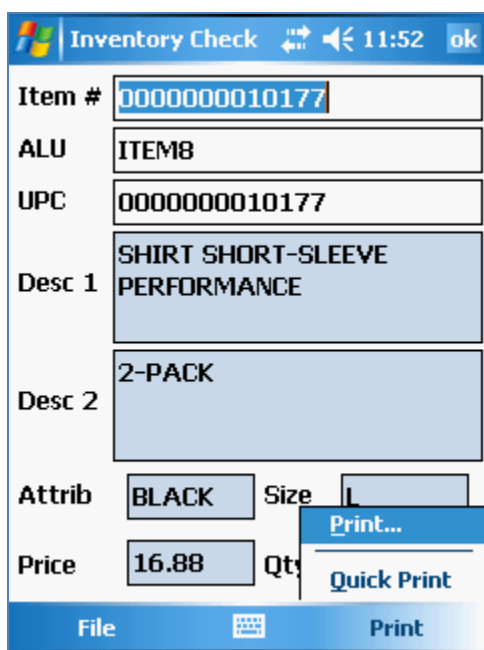 Inventory Check 11:52 ok
Item # 0000000010177
ALU ITEM8
UPC 0000000010177
Desc 1 SHIRT SHORT-SLEEVE
PERFORMANCE
Desc 2 2-PACK
Attrib BLACK Size L
Print...
Price 16.88
Quick Print
File Print